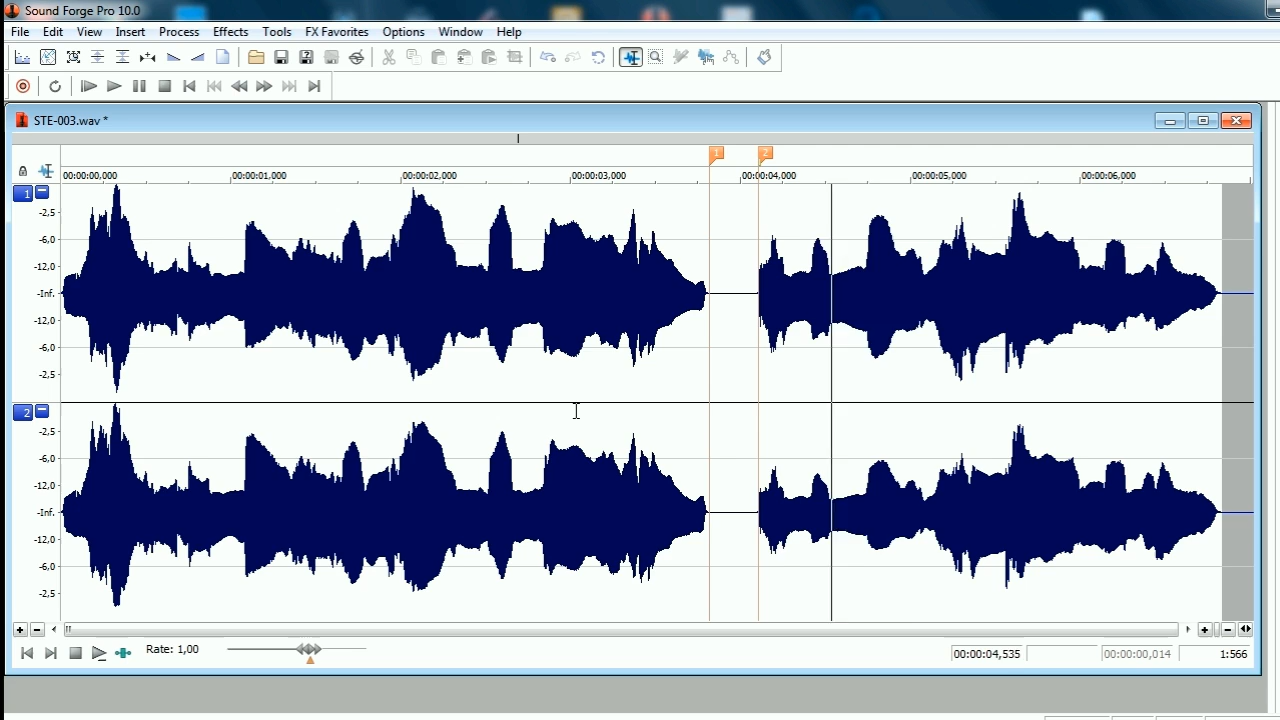 Sound Forge Pro 10.0
File Edit View Insert Process Effects Tools FX Favorites Options Window Help
STE-003.wav *
1 2
00:00:00,000 00:00:01,000 00:00:02,000 00:00:03,000 00:00:04,000 00:00:05,000 00:00:06,000
1
-2,5
-6,0
-12,0
-Inf.
-12,0
-6,0
-2,5
2
-2,5
-6,0
-12,0
-Inf.
-12,0
-6,0
-2,5
Rate: 1,00
00:00:04,535 00:00:00,014 1:566